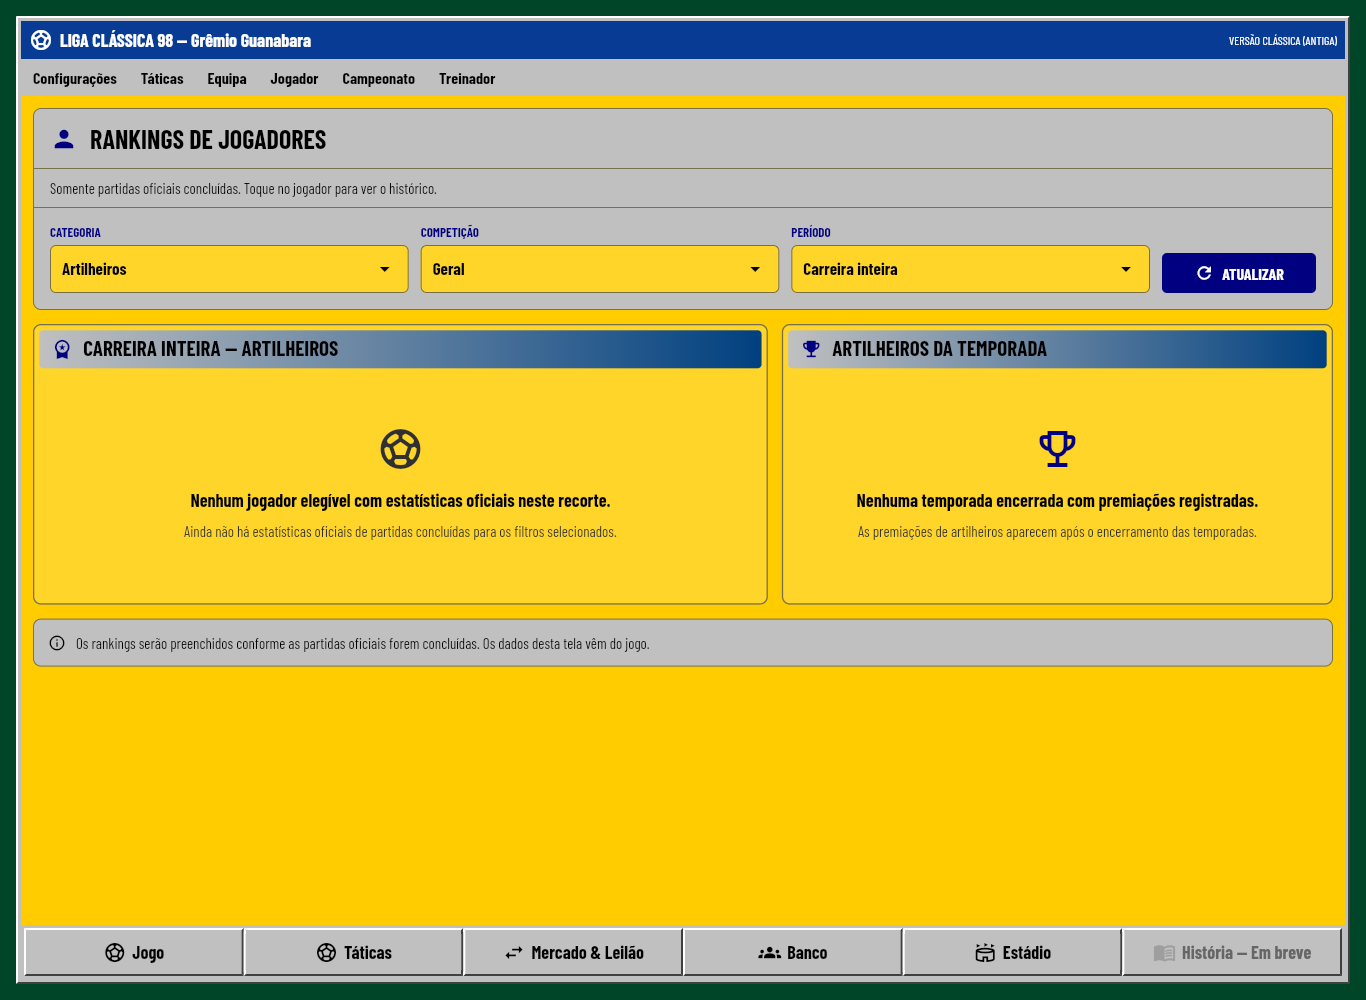 LIGA CLÁSSICA 98 — Grêmio Guanabara
VERSÃO CLÁSSICA (ANTIGA)
Configurações Táticas Equipa Jogador Campeonato Treinador
RANKINGS DE JOGADORES
Somente partidas oficiais concluídas. Toque no jogador para ver o histórico.
CATEGORIA COMPETIÇÃO PERÍODO
Artilheiros Geral Carreira inteira ATUALIZAR
CARREIRA INTEIRA — ARTILHEIROS
Nenhum jogador elegível com estatísticas oficiais neste recorte.
Ainda não há estatísticas oficiais de partidas concluídas para os filtros selecionados.
ARTILHEIROS DA TEMPORADA
Nenhuma temporada encerrada com premiações registradas.
As premiações de artilheiros aparecem após o encerramento das temporadas.
Os rankings serão preenchidos conforme as partidas oficiais forem concluídas. Os dados desta tela vêm do jogo.
Jogo Táticas Mercado & Leilão Banco Estádio História — Em breve